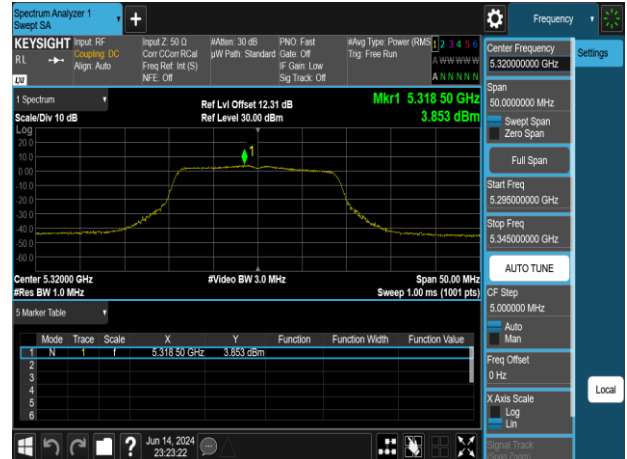 Spectrum Analyzer 1
Swept SA
+
Frequency
KEYSIGHT
Input: RF
Coupling: DC
Align: Auto
Input Z: 50 Ω
Corr CCorr RCal
Freq Ref: Int (S)
NFE: Off
#Atten: 30 dB
µW Path: Standard
PNO: Fast
Gate: Off
IF Gain: Low
Sig Track: Off
#Avg Type: Power (RMS
Trig: Free Run
1 2 3 4 5 6
A W W W W W
A N N N N N
RL
LXI
1 Spectrum
Scale/Div 10 dB
Ref Lvl Offset 12.31 dB
Ref Level 30.00 dBm
Mkr1 5.318 50 GHz
3.853 dBm
Log
20.0
10.0
0.00
-10.0
-20.0
-30.0
-40.0
-50.0
-60.0
1
Center 5.32000 GHz
#Res BW 1.0 MHz
#Video BW 3.0 MHz
Span 50.00 MHz
Sweep 1.00 ms (1001 pts)
5 Marker Table
Mode Trace Scale X Y Function Function Width Function Value
1 N 1 f 5.318 50 GHz 3.853 dBm
2
3
4
5
6
?
Jun 14, 2024
23:23:22
Center Frequency
5.320000000 GHz
Span
50.0000000 MHz
Swept Span
Zero Span
Full Span
Start Freq
5.295000000 GHz
Stop Freq
5.345000000 GHz
AUTO TUNE
CF Step
5.000000 MHz
Auto
Man
Freq Offset
0 Hz
X Axis Scale
Log
Lin
Signal Track
(Span Zoom)
Settings
Local